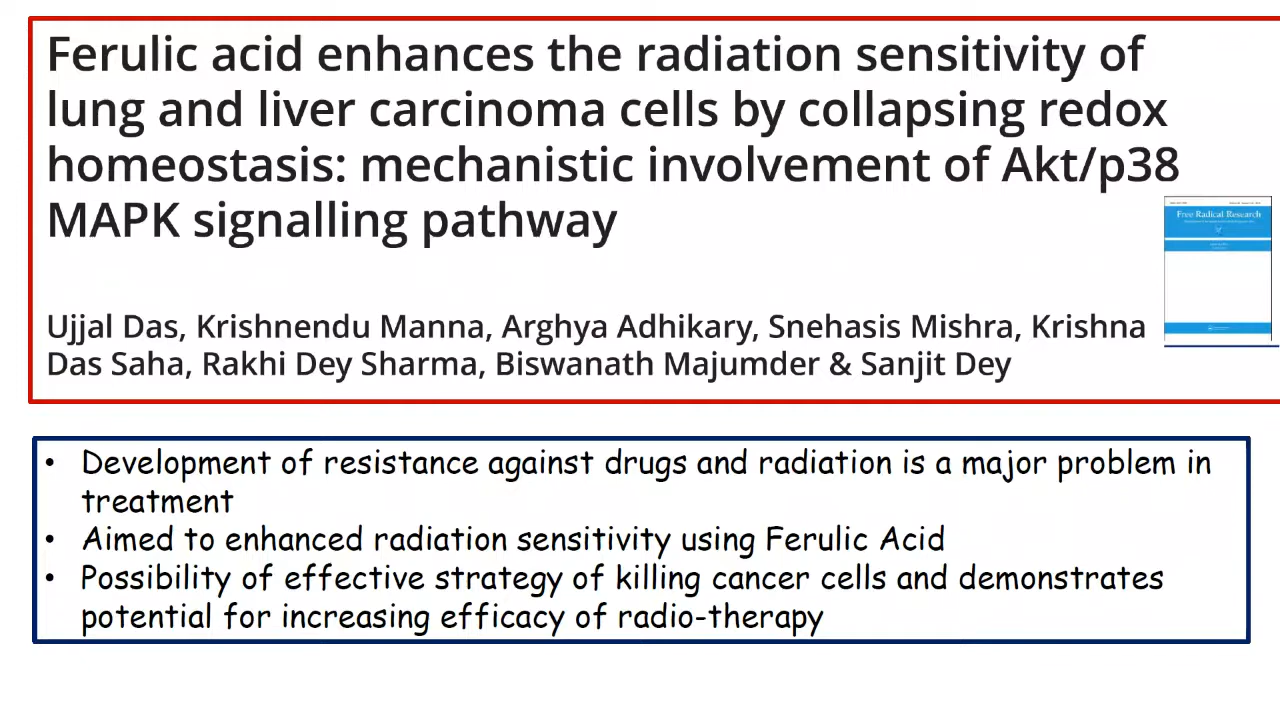 Ferulic acid enhances the radiation sensitivity of
lung and liver carcinoma cells by collapsing redox
homeostasis: mechanistic involvement of Akt/p38
MAPK signalling pathway
Free Radical Research
Ujjal Das, Krishnendu Manna, Arghya Adhikary, Snehasis Mishra, Krishna
Das Saha, Rakhi Dey Sharma, Biswanath Majumder & Sanjit Dey
• Development of resistance against drugs and radiation is a major problem in
treatment
• Aimed to enhanced radiation sensitivity using Ferulic Acid
• Possibility of effective strategy of killing cancer cells and demonstrates
potential for increasing efficacy of radio-therapy